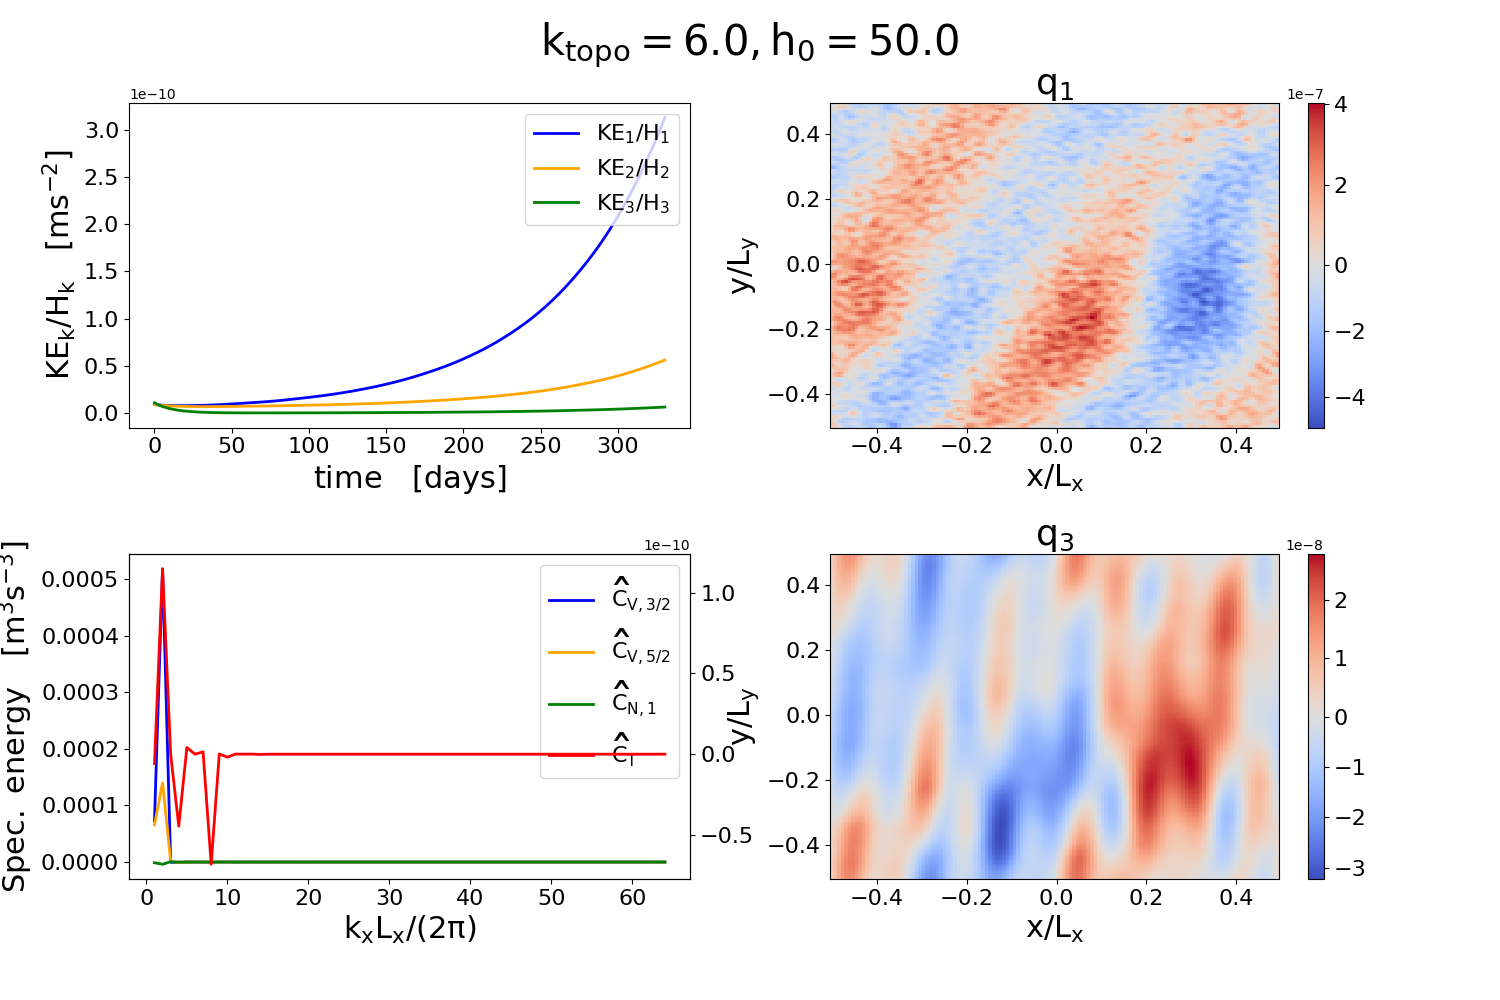 k_topo = 6.0, h_0 = 50.0
1e−10
KE_k/H_k [ms^−2]
3.0
2.5
2.0
1.5
1.0
0.5
0.0
KE_1/H_1
KE_2/H_2
KE_3/H_3
0 50 100 150 200 250 300
time [days]
q_1
1e−7
y/L_y
0.4
0.2
0.0
−0.2
−0.4
4
2
0
−2
−4
−0.4 −0.2 0.0 0.2 0.4
x/L_x
1e−10
Spec. energy [m^3s^−3]
0.0005
0.0004
0.0003
0.0002
0.0001
0.0000
Ĉ_V, 3/2
Ĉ_V, 5/2
Ĉ_N, 1
Ĉ_T
1.0
0.5
0.0
−0.5
0 10 20 30 40 50 60
k_xL_x/(2π)
q_3
1e−8
y/L_y
0.4
0.2
0.0
−0.2
−0.4
2
1
0
−1
−2
−3
−0.4 −0.2 0.0 0.2 0.4
x/L_x